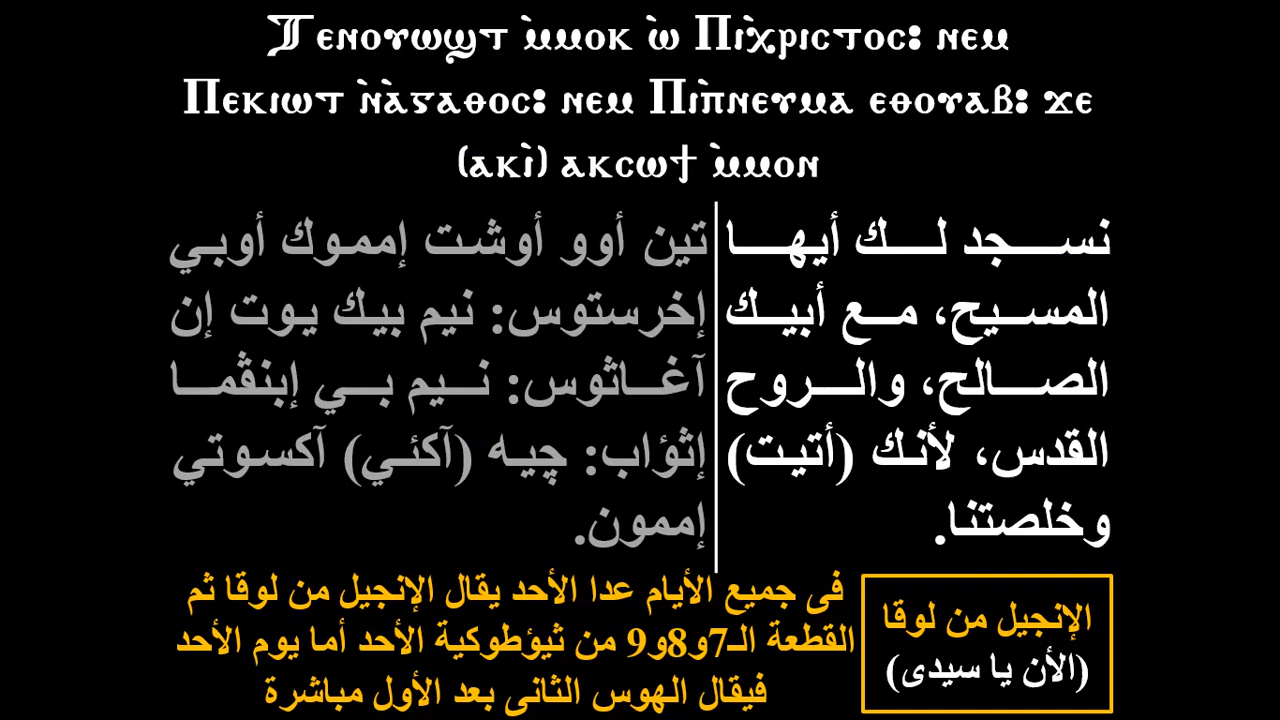 Ⲧⲉⲛⲟⲩⲱϣⲧ ⲙ̀ⲙⲟⲕ ⲱ̀ Ⲡⲓⲭ̀ⲣⲓⲥⲧⲟⲥ: ⲛⲉⲙ
Ⲡⲉⲕⲓⲱⲧ ⲛ̀ⲁ̀ⲅⲁⲑⲟⲥ: ⲛⲉⲙ Ⲡⲓⲡ̀ⲛⲉⲩⲙⲁ ⲉⲑⲟⲩⲁⲃ: ϫⲉ
(ⲁⲕⲓ̀) ⲁⲕⲥⲱϯ ⲙ̀ⲙⲟⲛ
نسجد لك أيها
المسيح، مع أبيك
الصالح، والروح
القدس، لأنك (أتيت)
وخلصتنا.
تين أوو أوشت إمموك أوبي
إخرستوس: نيم بيك يوت إن
آغاثوس: نيم بي إبنڤما
إثؤاب: چيه (آكئي) آكسوتي
إممون.
الإنجيل من لوقا
(الأن يا سيدى)
فى جميع الأيام عدا الأحد يقال الإنجيل من لوقا ثم
القطعة الـ7و8و9 من ثيؤطوكية الأحد أما يوم الأحد
فيقال الهوس الثانى بعد الأول مباشرة